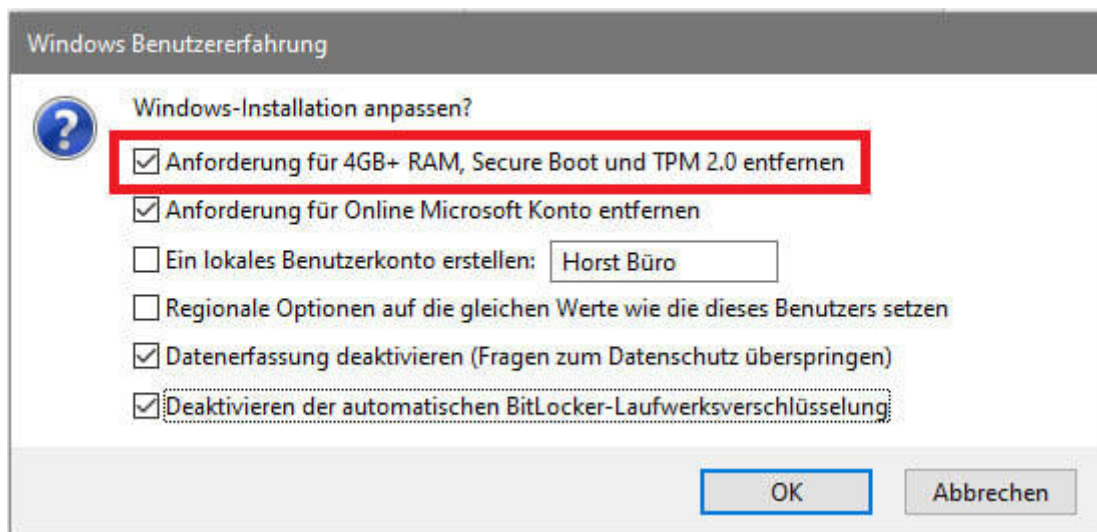 Windows Benutzererfahrung
Windows-Installation anpassen?
Anforderung für 4GB+ RAM, Secure Boot und TPM 2.0 entfernen
Anforderung für Online Microsoft Konto entfernen
Ein lokales Benutzerkonto erstellen: Horst Büro
Regionale Optionen auf die gleichen Werte wie die dieses Benutzers setzen
Datenerfassung deaktivieren (Fragen zum Datenschutz überspringen)
Deaktivieren der automatischen BitLocker-Laufwerksverschlüsselung
OK Abbrechen